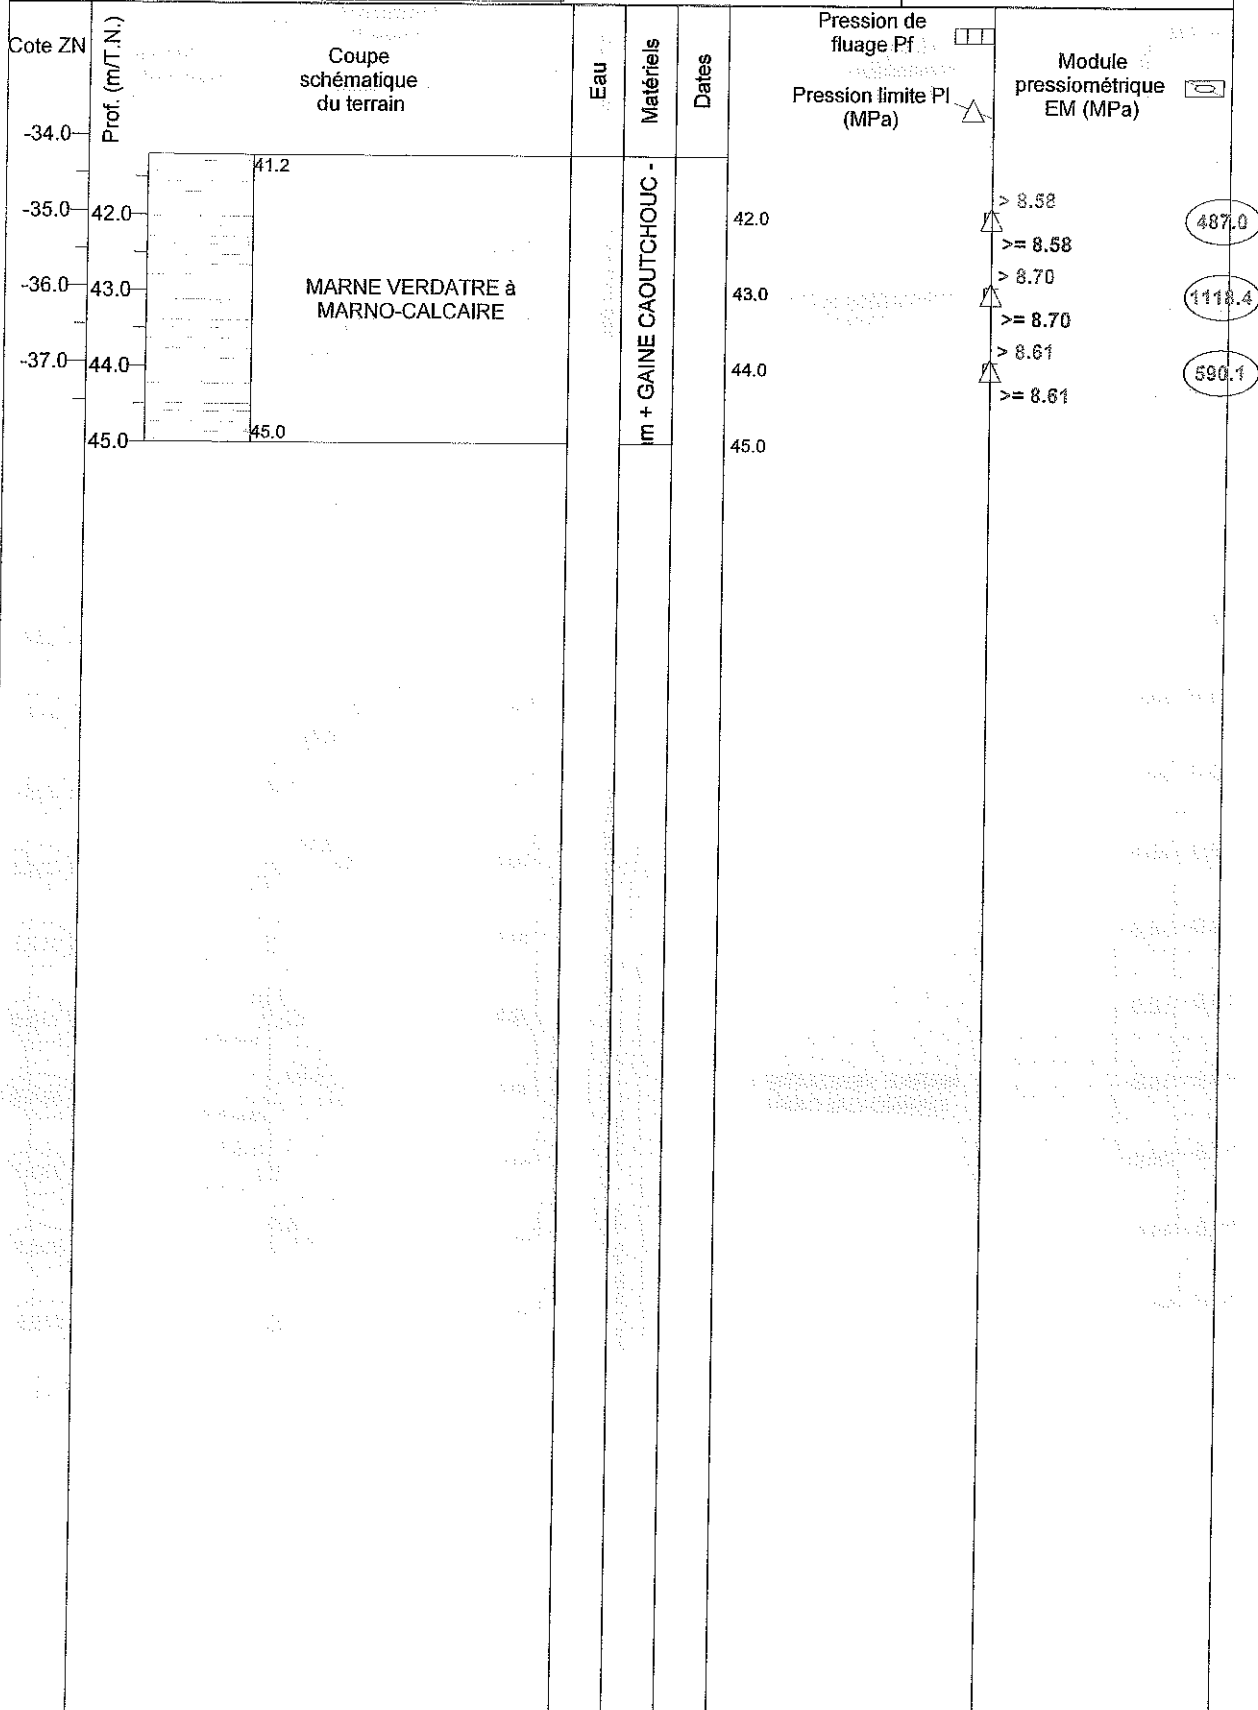 Cote ZN
Prof. (m/T.N.)
Coupe
schématique
du terrain
Eau
Matériels
Dates
Pression de
fluage Pf
Pression limite Pl
(MPa)
Module
pressiométrique
EM (MPa)
-34.0
-35.0
-36.0
-37.0
42.0
43.0
44.0
45.0
41.2
MARNE VERDATRE à
MARNO-CALCAIRE
45.0
m + GAINE CAOUTCHOUC -
42.0
43.0
44.0
45.0
> 8.58
>= 8.58
> 8.70
>= 8.70
> 8.61
>= 8.61
487.0
1118.4
590.1